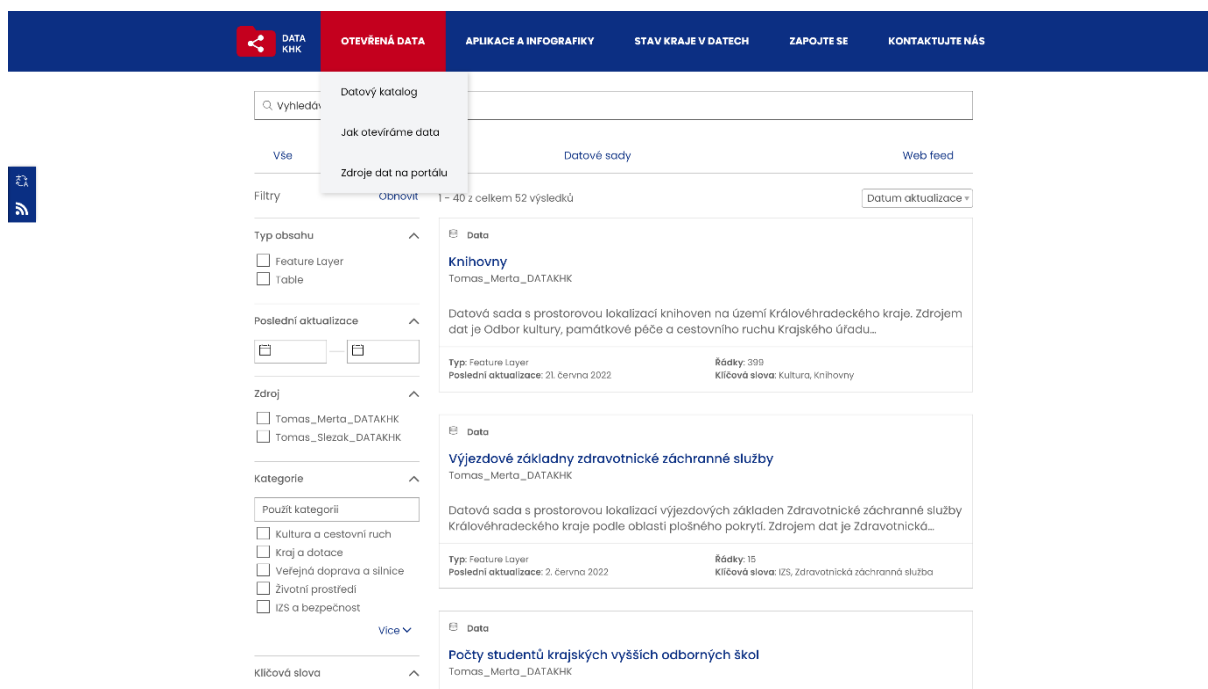 DATA
KHK
OTEVŘENÁ DATA
APLIKACE A INFOGRAFIKY
STAV KRAJE V DATECH
ZAPOJTE SE
KONTAKTUJTE NÁS
Datový katalog
Jak otevíráme data
Zdroje dat na portálu
Vyhledáv
Vše
Datové sady
Web feed
Filtry
Obnovit
1 - 40 z celkem 52 výsledků
Datum aktualizace
Typ obsahu
Feature Layer
Table
Poslední aktualizace
Zdroj
Tomas_Merta_DATAKHK
Tomas_Slezak_DATAKHK
Kategorie
Použít kategorii
Kultura a cestovní ruch
Kraj a dotace
Veřejná doprava a silnice
Životní prostředí
IZS a bezpečnost
Více
Klíčová slova
Data
Knihovny
Tomas_Merta_DATAKHK
Datová sada s prostorovou lokalizací knihoven na území Královéhradeckého kraje. Zdrojem
dat je Odbor kultury, památkové péče a cestovního ruchu Krajského úřadu...
Typ: Feature Layer
Řádky: 399
Poslední aktualizace: 21. června 2022
Klíčová slova: Kultura, Knihovny
Data
Výjezdové základny zdravotnické záchranné služby
Tomas_Merta_DATAKHK
Datová sada s prostorovou lokalizací výjezdových základen Zdravotnické záchranné služby
Královéhradeckého kraje podle oblasti plošného pokrytí. Zdrojem dat je Zdravotnická...
Typ: Feature Layer
Řádky: 15
Poslední aktualizace: 2. června 2022
Klíčová slova: IZS, Zdravotnická záchranná služba
Data
Počty studentů krajských vyšších odborných škol
Tomas_Merta_DATAKHK